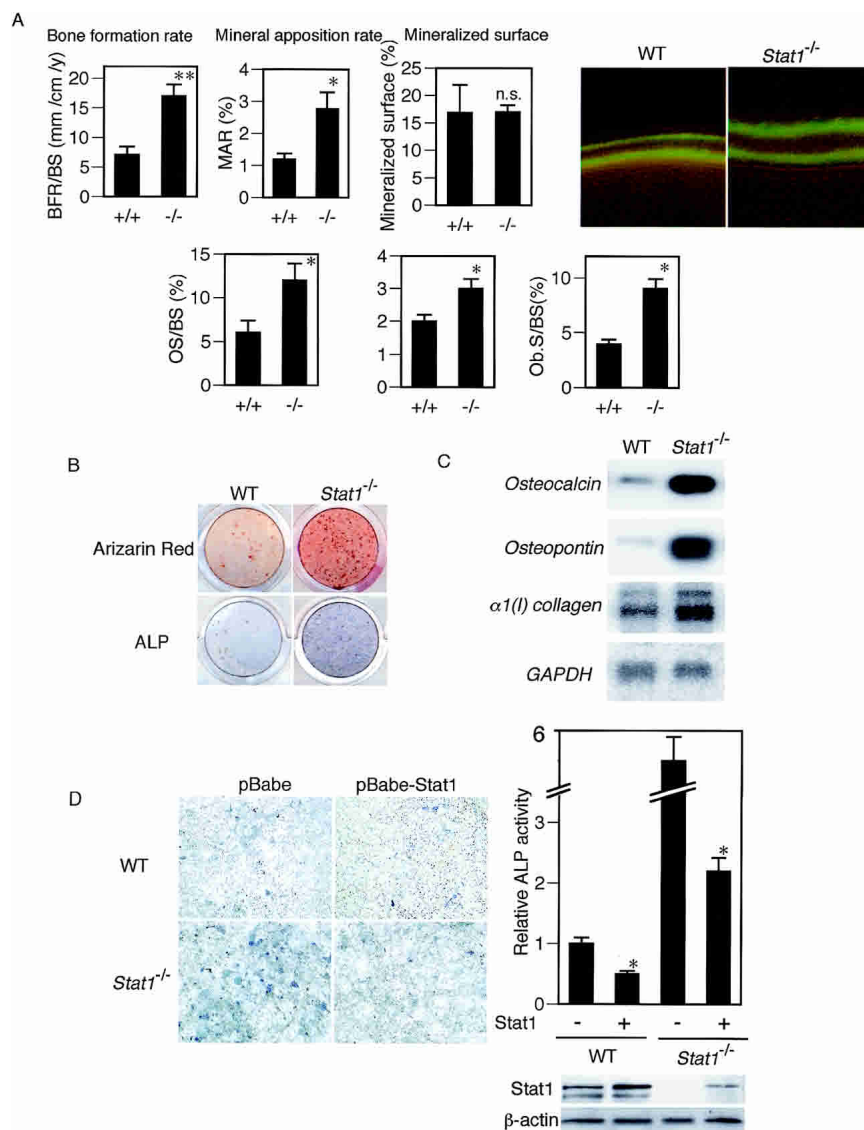 A
Bone formation rate
Mineral apposition rate
Mineralized surface
BFR/BS (mm /cm /y)
20
15
10
5
0
**
+/+ -/-
MAR (%)
4
3
2
1
0
*
+/+ -/-
Mineralized surface (%)
25
20
15
10
5
0
n.s.
+/+ -/-
WT Stat1-/-
OS/BS (%)
15
10
5
0
*
+/+ -/-
4
3
2
1
0
*
+/+ -/-
Ob.S/BS(%)
10
5
0
*
+/+ -/-
B
WT Stat1-/-
Arizarin Red
ALP
C
WT Stat1-/-
Osteocalcin
Osteopontin
α1(I) collagen
GAPDH
D
pBabe pBabe-Stat1
WT
Stat1-/-
Relative ALP activity
6
3
2
1
0
*
*
Stat1 - + - +
WT Stat1-/-
Stat1
β-actin